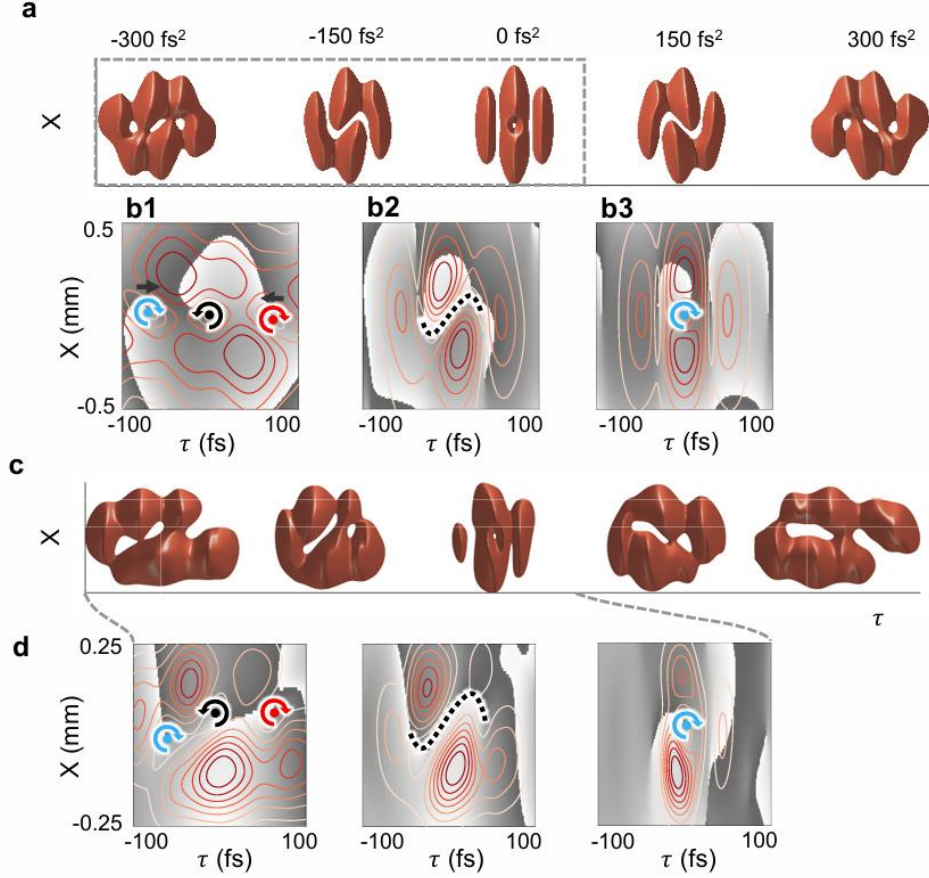 a
-300 fs²
-150 fs²
0 fs²
150 fs²
300 fs²
X
b1
b2
b3
0.5
X (mm)
-0.5
-100
100
τ (fs)
-100
100
τ (fs)
-100
100
τ (fs)
c
X
τ
d
0.25
X (mm)
-0.25
-100
100
τ (fs)
-100
100
τ (fs)
-100
100
τ (fs)